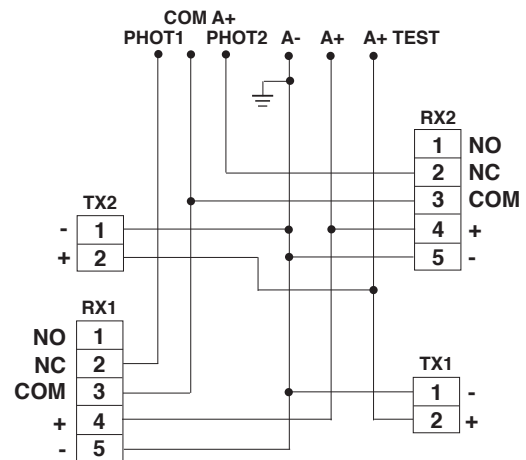 COM A+
PHOT1 PHOT2 A- A+ A+ TEST
RX2
1 NO
2 NC
3 COM
4 +
5 -
TX2
- 1
+ 2
RX1
NO 1
NC 2
COM 3
+ 4
- 5
TX1
1 -
2 +